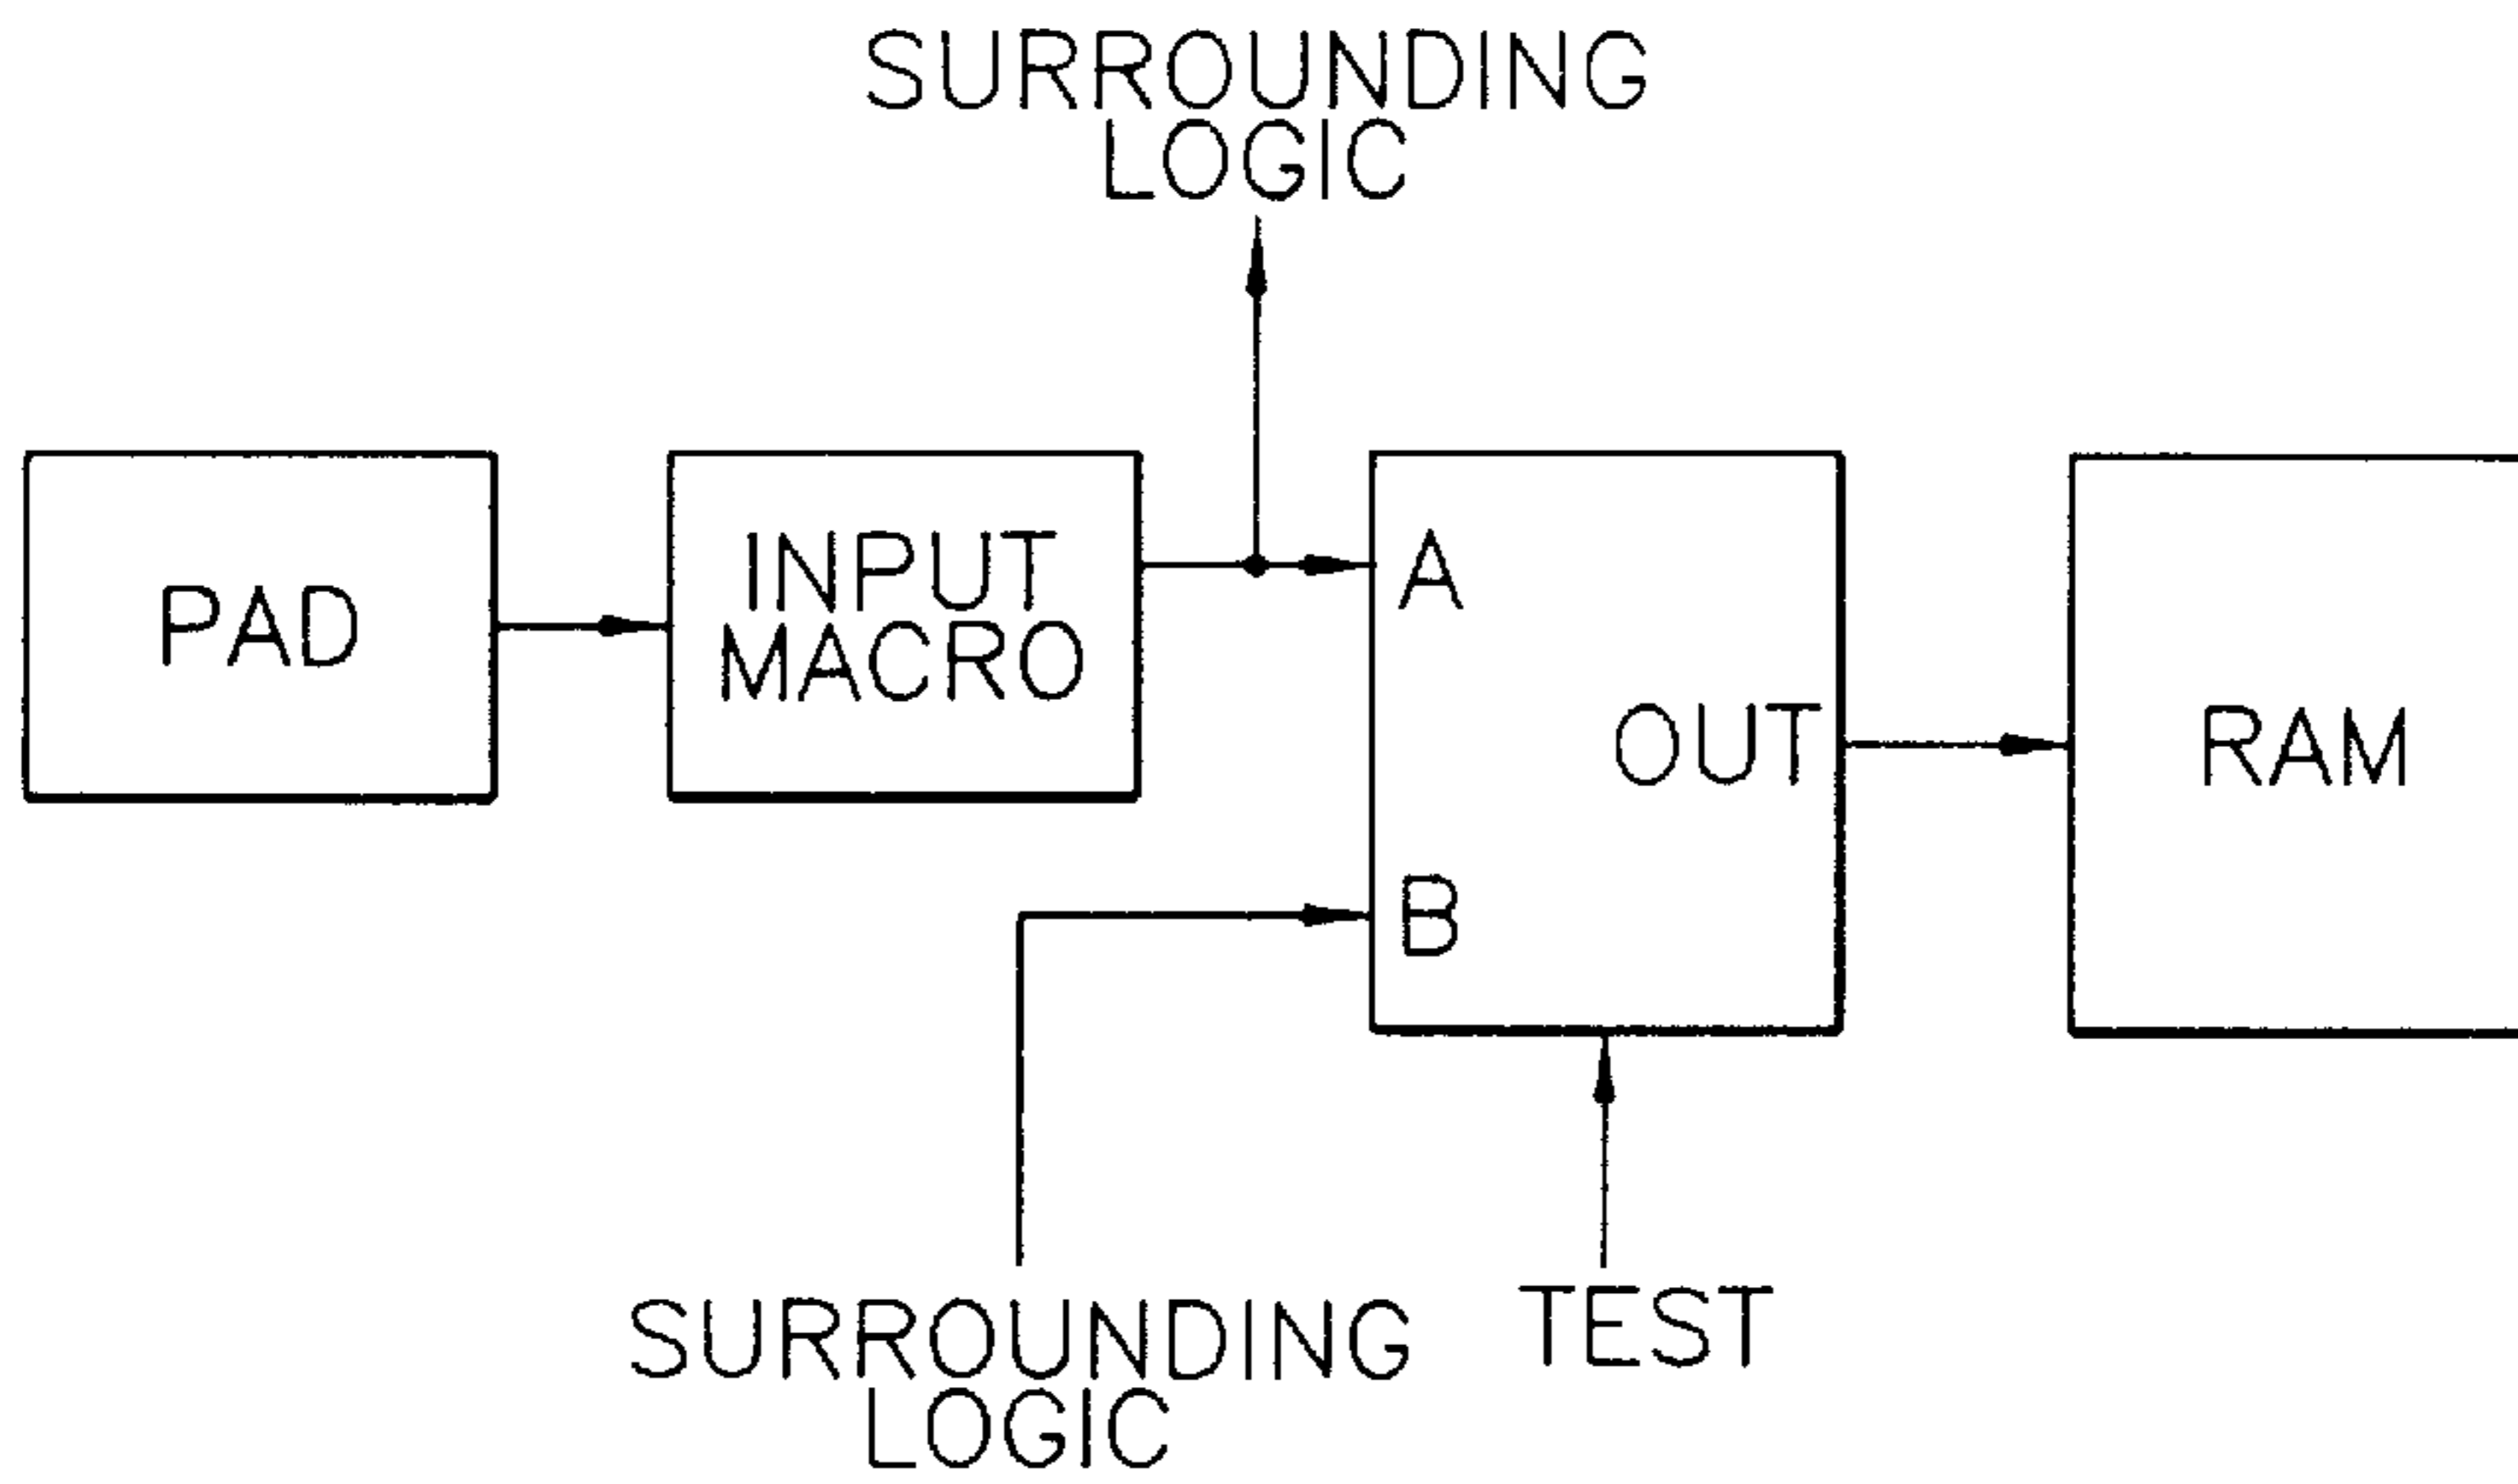 SURROUNDING
LOGIC
PAD
INPUT
MACRO
A
OUT
B
RAM
SURROUNDING
LOGIC
TEST